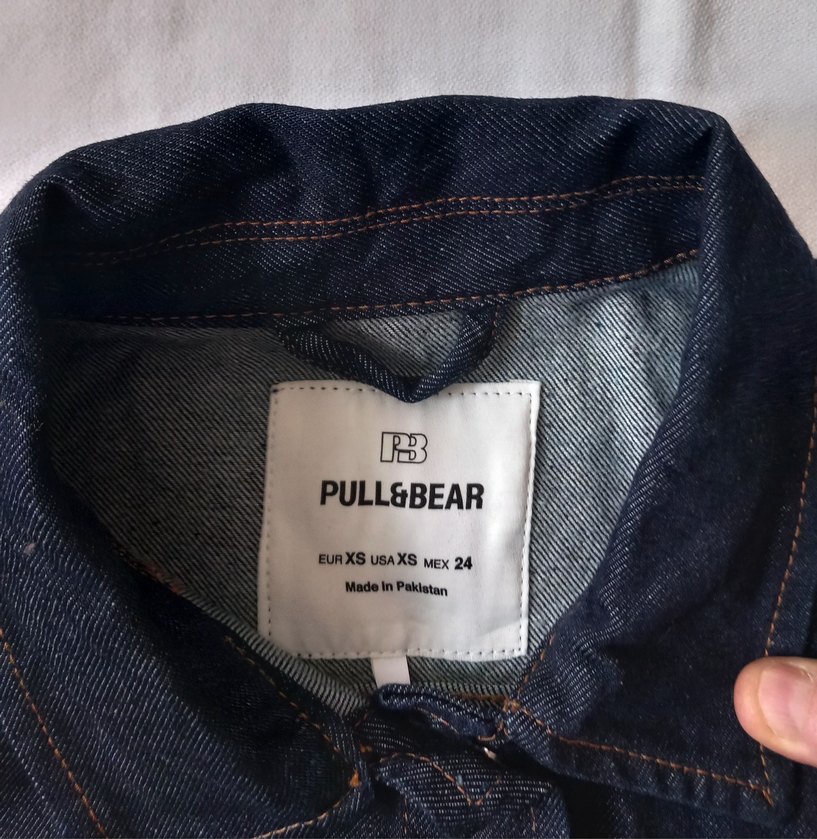 PB
PULL&BEAR
EUR XS USA XS MEX 24
Made in Pakistan